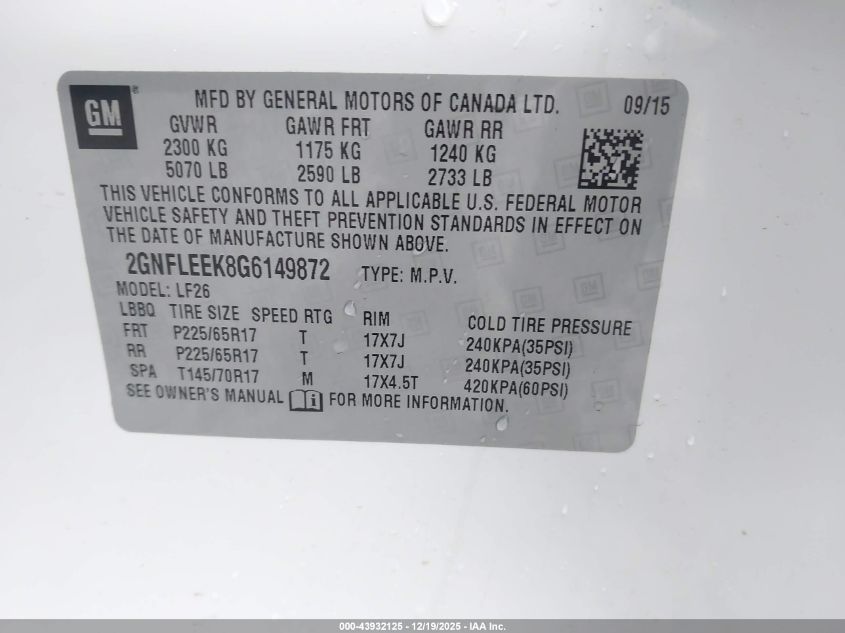 GM ® MFD BY GENERAL MOTORS OF CANADA LTD. 09/15
GVWR GAWR FRT GAWR RR
2300 KG 1175 KG 1240 KG
5070 LB 2590 LB 2733 LB
THIS VEHICLE CONFORMS TO ALL APPLICABLE U.S. FEDERAL MOTOR
VEHICLE SAFETY AND THEFT PREVENTION STANDARDS IN EFFECT ON
THE DATE OF MANUFACTURE SHOWN ABOVE.
2GNFLEEK8G6149872 TYPE: M.P.V.
MODEL: LF26
LBBQ TIRE SIZE SPEED RTG RIM COLD TIRE PRESSURE
FRT P225/65R17 T 17X7J 240KPA(35PSI)
RR P225/65R17 T 17X7J 240KPA(35PSI)
SPA T145/70R17 M 17X4.5T 420KPA(60PSI)
SEE OWNER'S MANUAL i FOR MORE INFORMATION.
000-43932125 - 12/19/2025 - IAA Inc.